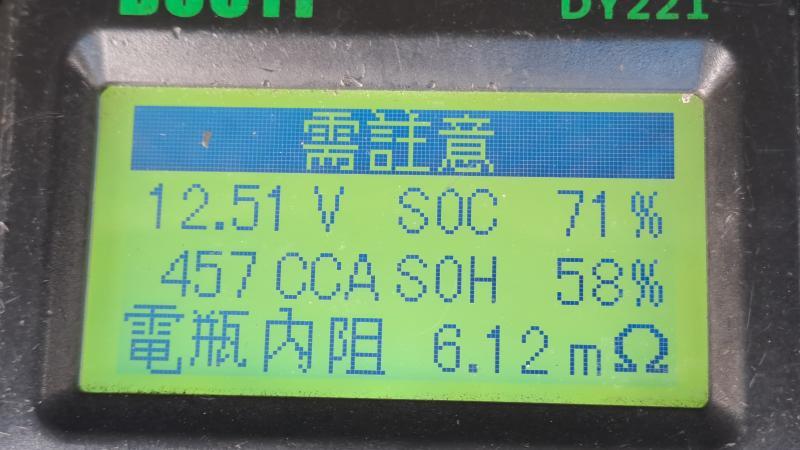 DY221
需註意
12.51 V SOC 71%
457 CCA SOH 58%
電瓶內阻 6.12 mΩ